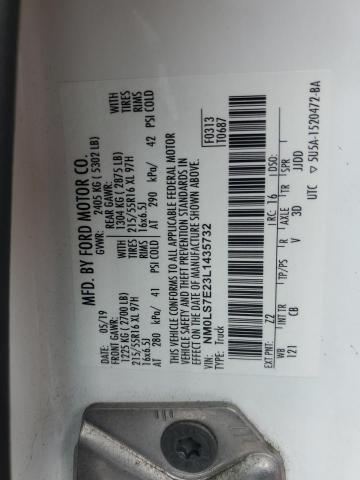 MFD. BY FORD MOTOR CO.
05/19 GVWR: 2405 KG ( 5302 LB)
FRONT GAWR: REAR GAWR:
1225 KG ( 2700 LB) 1304 KG ( 2875 LB) WITH
215/55R16 XL 97H 215/55R16 XL 97H TIRES
16x6.5J 16x6.5J RIMS
AT 280 kPa/ 41 PSI COLD AT 290 kPa/ 42 PSI COLD
WITH
TIRES
RIMS
THIS VEHICLE CONFORMS TO ALL APPLICABLE FEDERAL MOTOR
VEHICLE SAFETY AND THEFT PREVENTION STANDARDS IN
EFFECT ON THE DATE OF MANUFACTURE SHOWN ABOVE.
VIN: NM0LS7E23L1435732
TYPE: Truck
F0313
T0687
EXT PNT: Z2 RC: 16 DSO:
WB INT TR TP/PS R AXLE TR SPR
121 CB V 3D JJDD
UTC ▽ 5U5A-1520472-BA